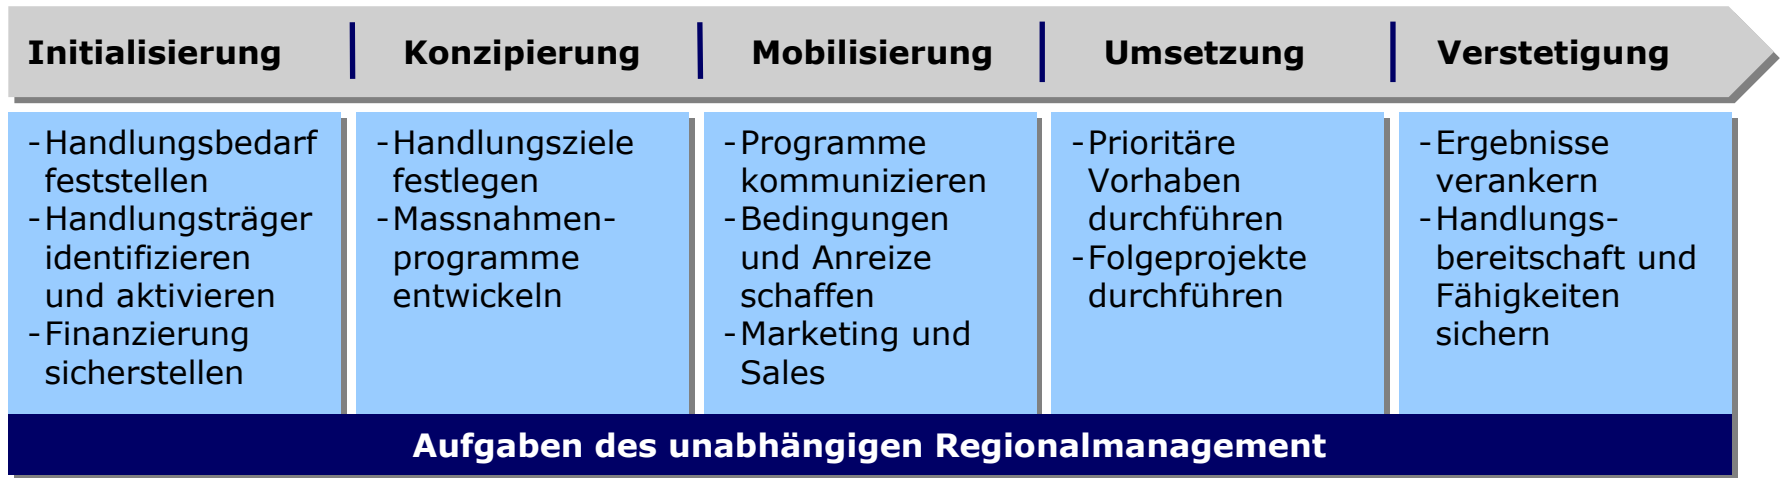 Initialisierung
Konzipierung
Mobilisierung
Umsetzung
Verstetigung
-Handlungsbedarf
feststellen
-Handlungsträger
identifizieren
und aktivieren
-Finanzierung
sicherstellen
-Handlungsziele
festlegen
-Massnahmen-
programme
entwickeln
-Programme
kommunizieren
-Bedingungen
und Anreize
schaffen
-Marketing und
Sales
-Prioritäre
Vorhaben
durchführen
-Folgeprojekte
durchführen
-Ergebnisse
verankern
-Handlungs-
bereitschaft und
Fähigkeiten
sichern
Aufgaben des unabhängigen Regionalmanagement